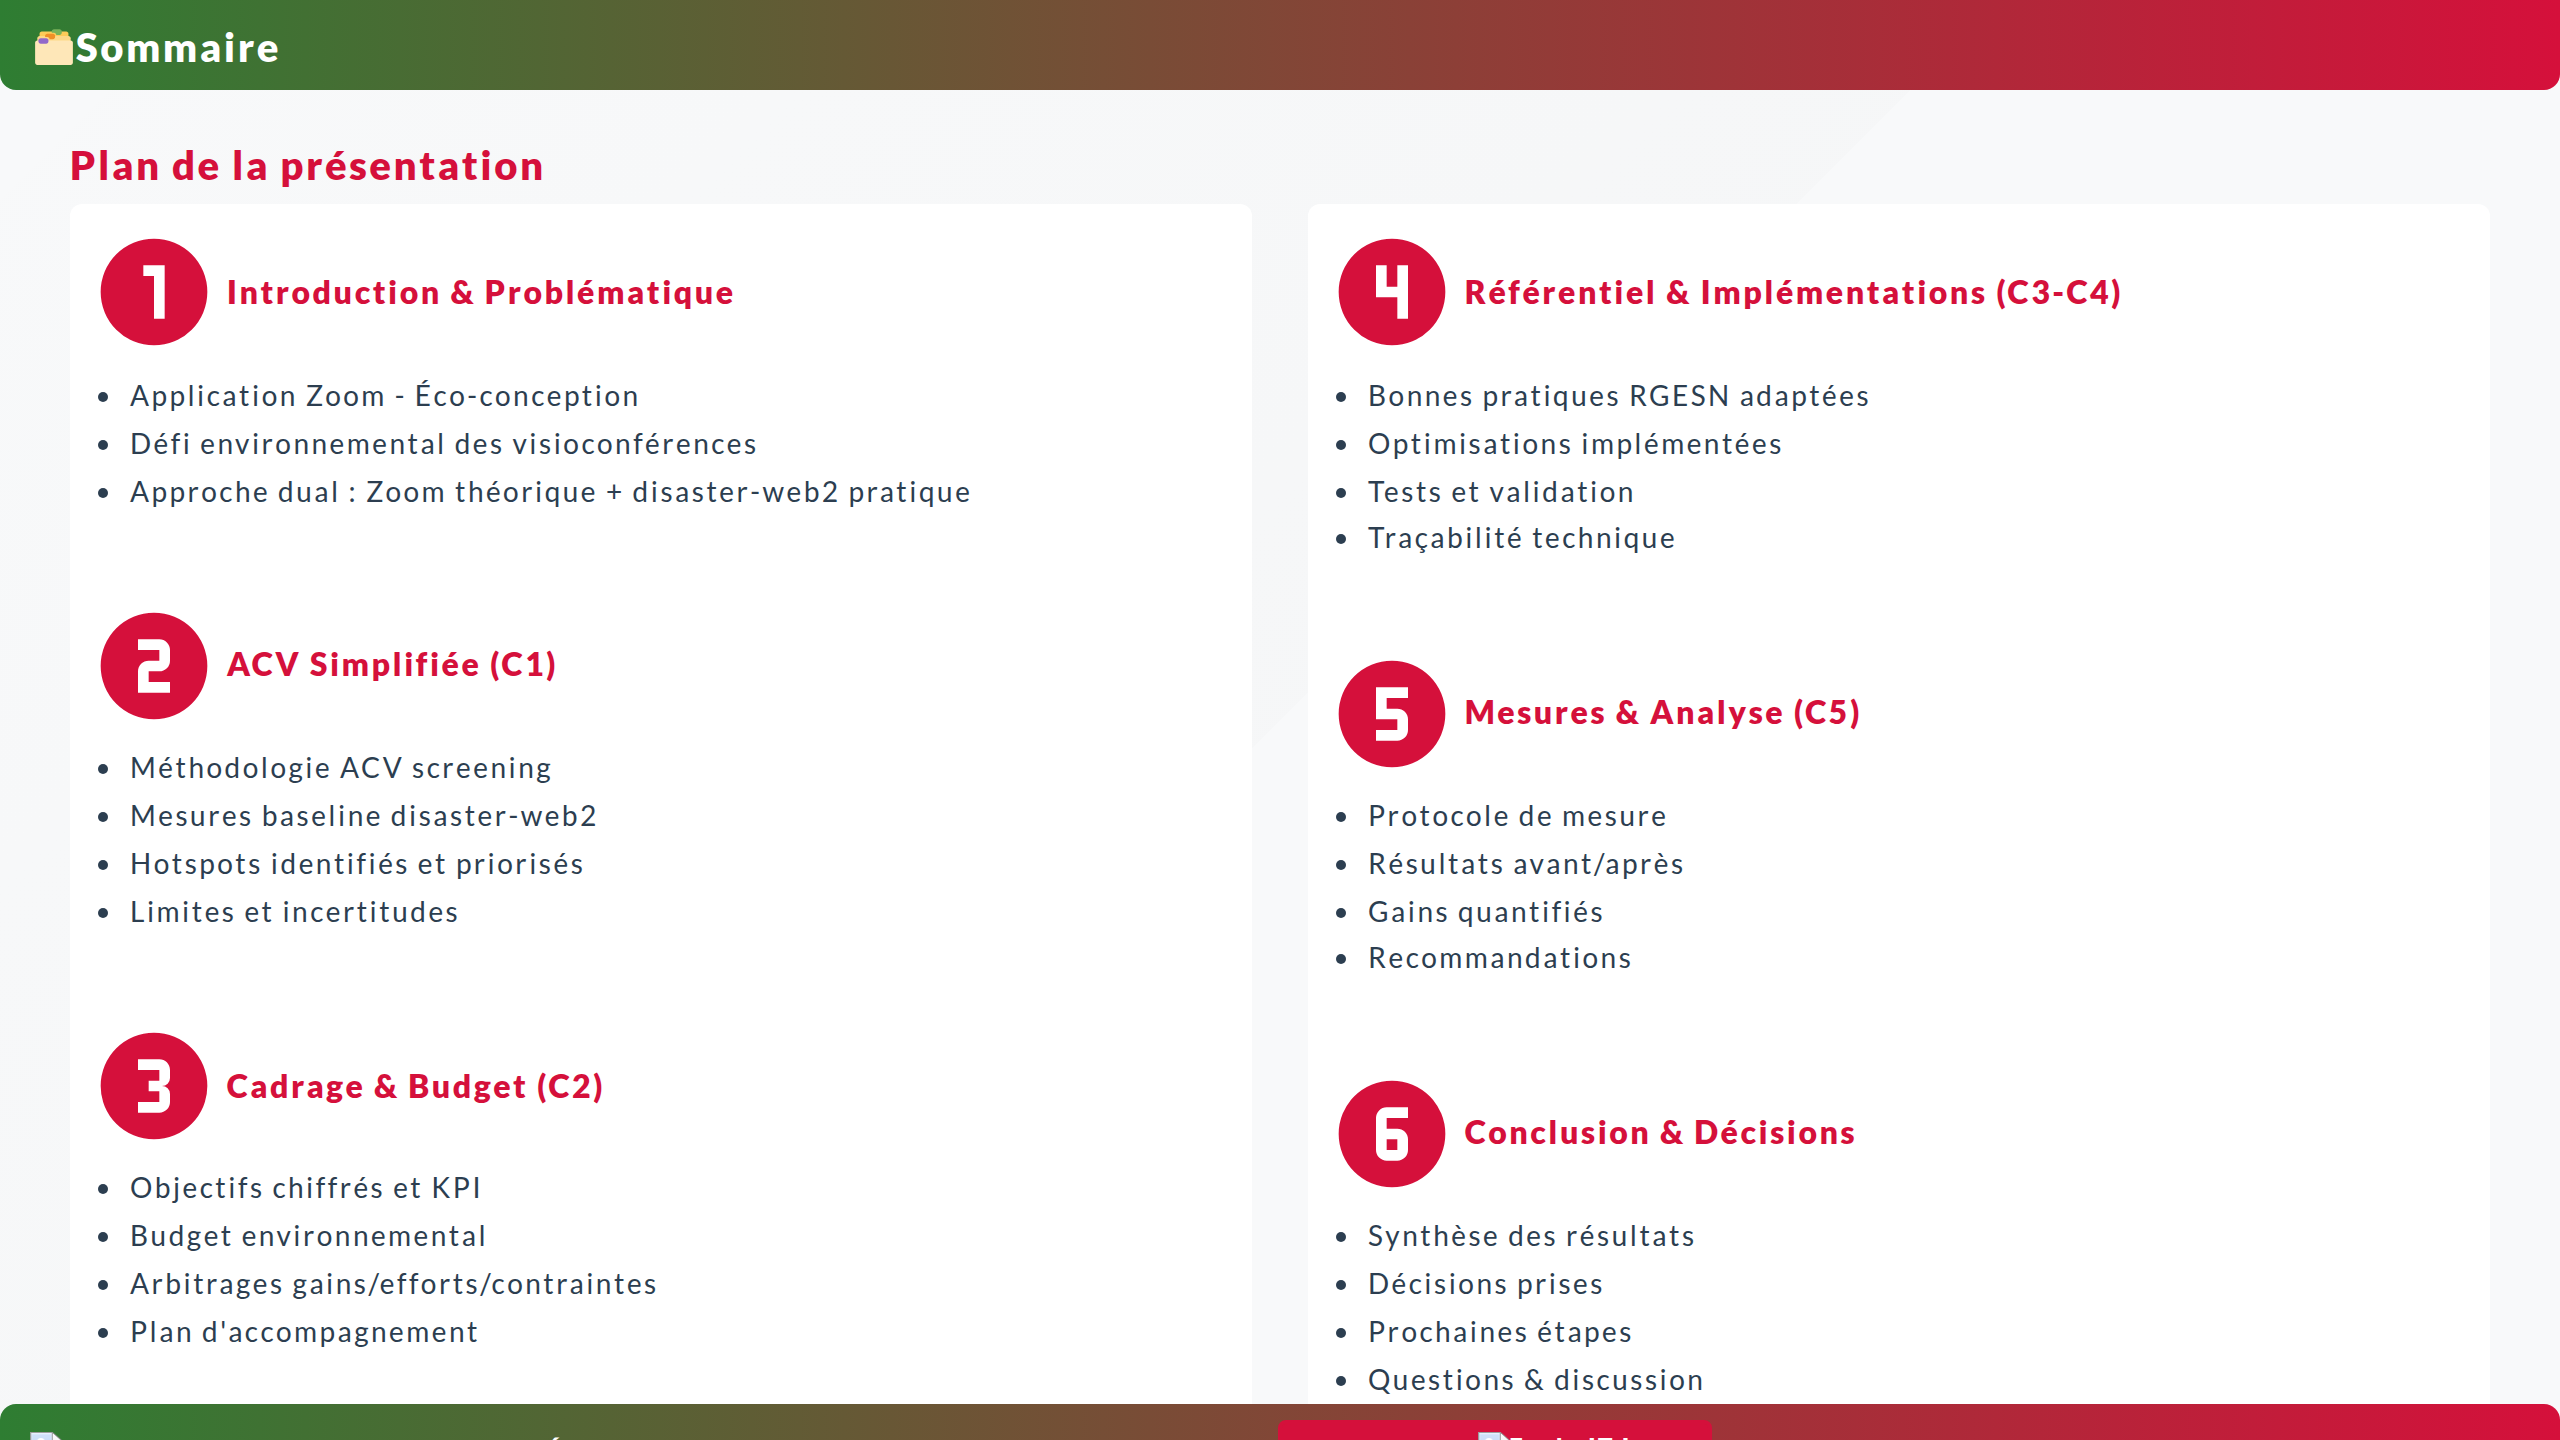 Sommaire
Plan de la présentation
1 Introduction & Problématique
• Application Zoom - Éco-conception
• Défi environnemental des visioconférences
• Approche dual : Zoom théorique + disaster-web2 pratique
2 ACV Simplifiée (C1)
• Méthodologie ACV screening
• Mesures baseline disaster-web2
• Hotspots identifiés et priorisés
• Limites et incertitudes
3 Cadrage & Budget (C2)
• Objectifs chiffrés et KPI
• Budget environnemental
• Arbitrages gains/efforts/contraintes
• Plan d'accompagnement
4 Référentiel & Implémentations (C3-C4)
• Bonnes pratiques RGESN adaptées
• Optimisations implémentées
• Tests et validation
• Traçabilité technique
5 Mesures & Analyse (C5)
• Protocole de mesure
• Résultats avant/après
• Gains quantifiés
• Recommandations
6 Conclusion & Décisions
• Synthèse des résultats
• Décisions prises
• Prochaines étapes
• Questions & discussion